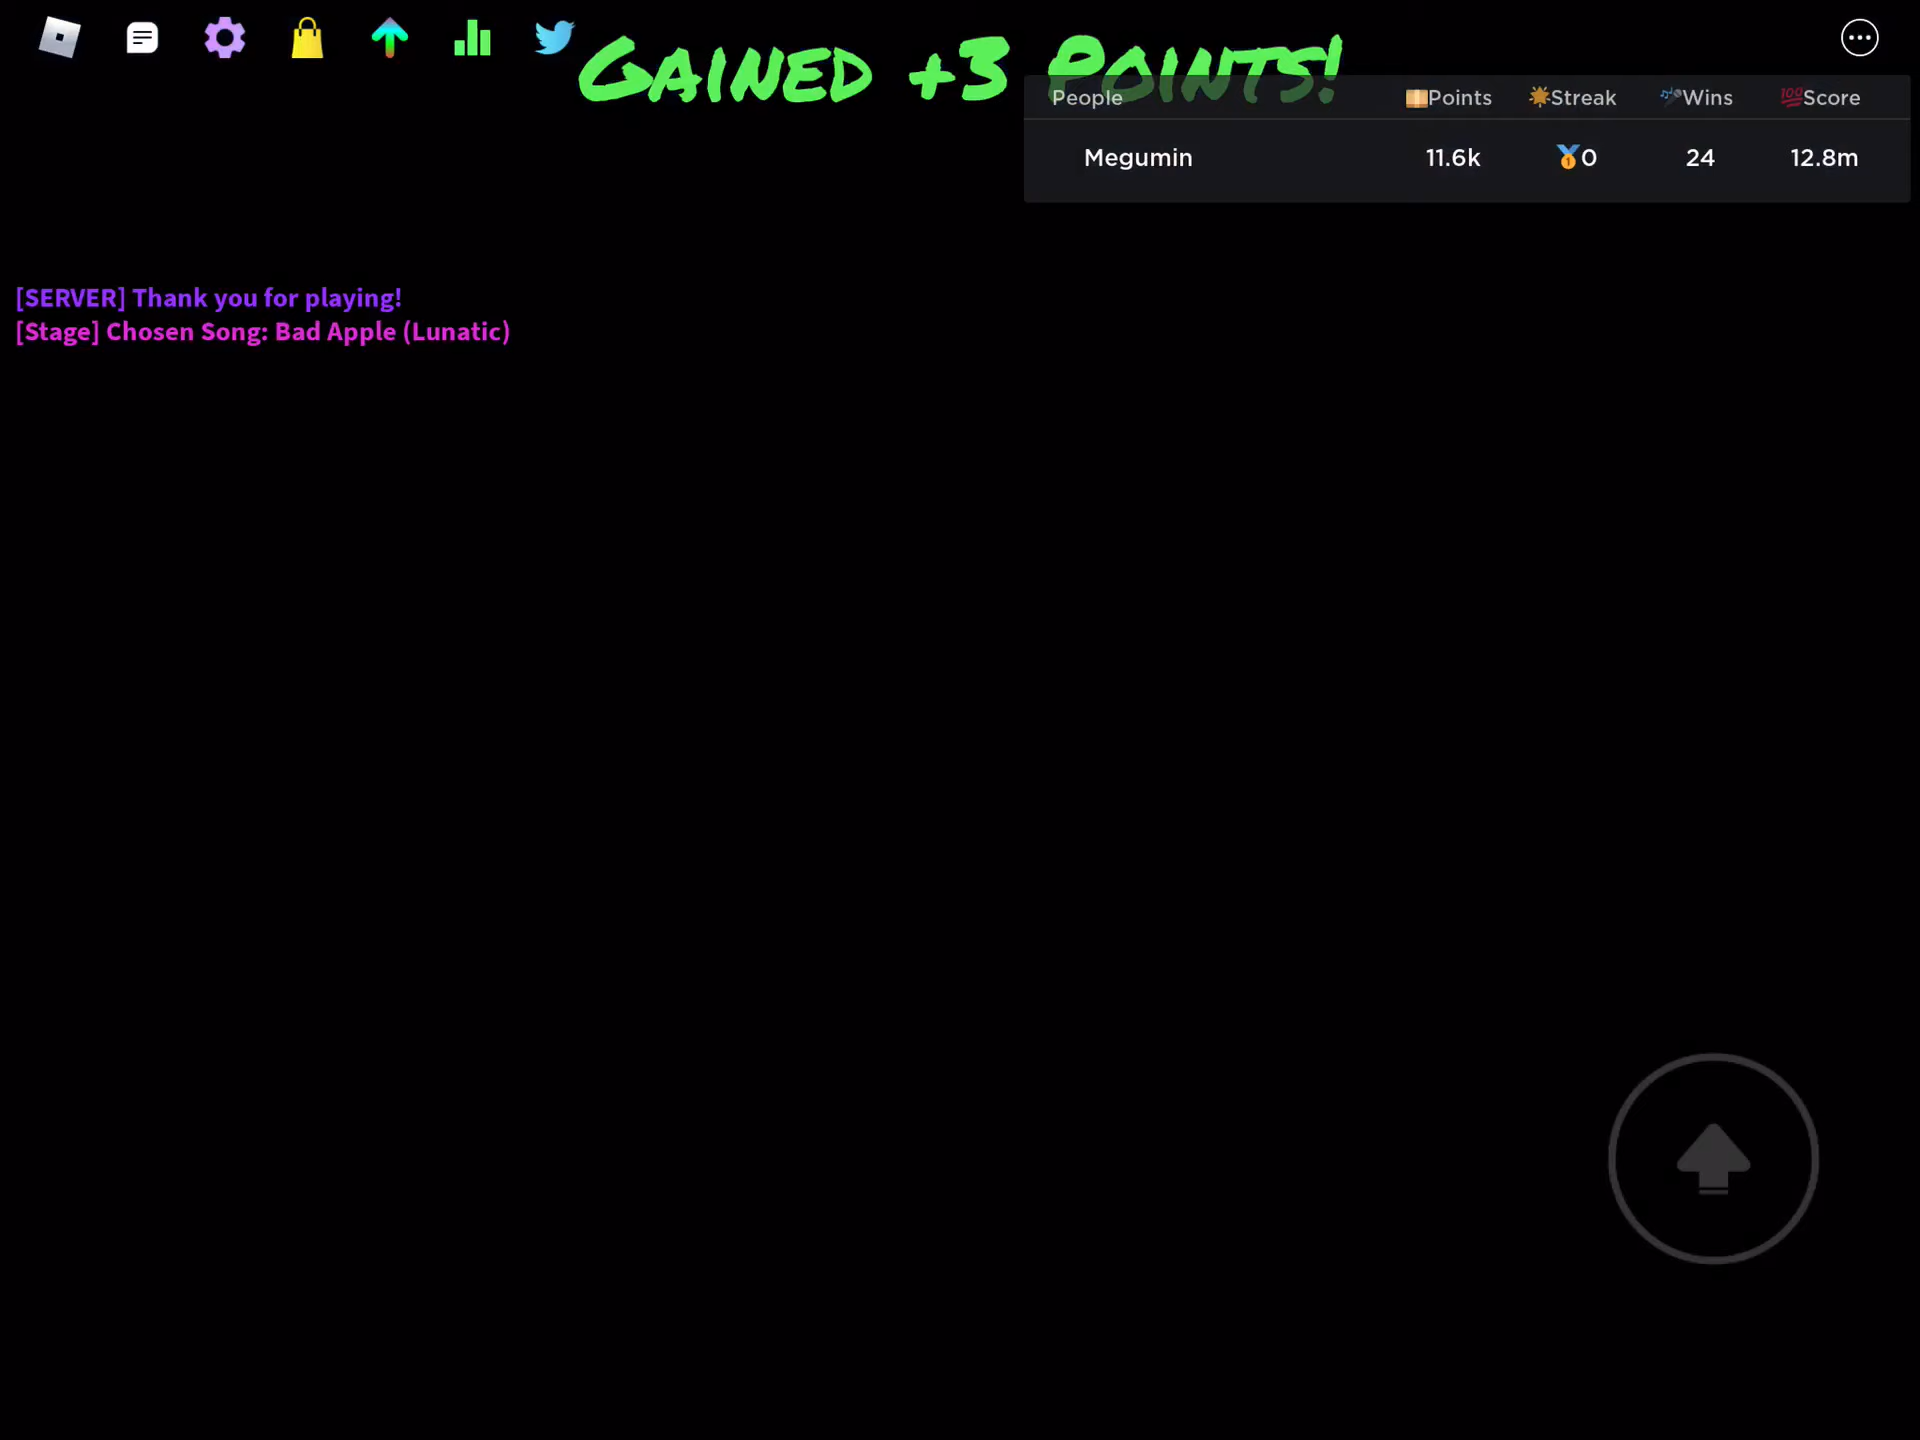 GAINED +3 POINTS!
People Points Streak Wins Score
Megumin 11.6k 0 24 12.8m
[SERVER] Thank you for playing!
[Stage] Chosen Song: Bad Apple (Lunatic)